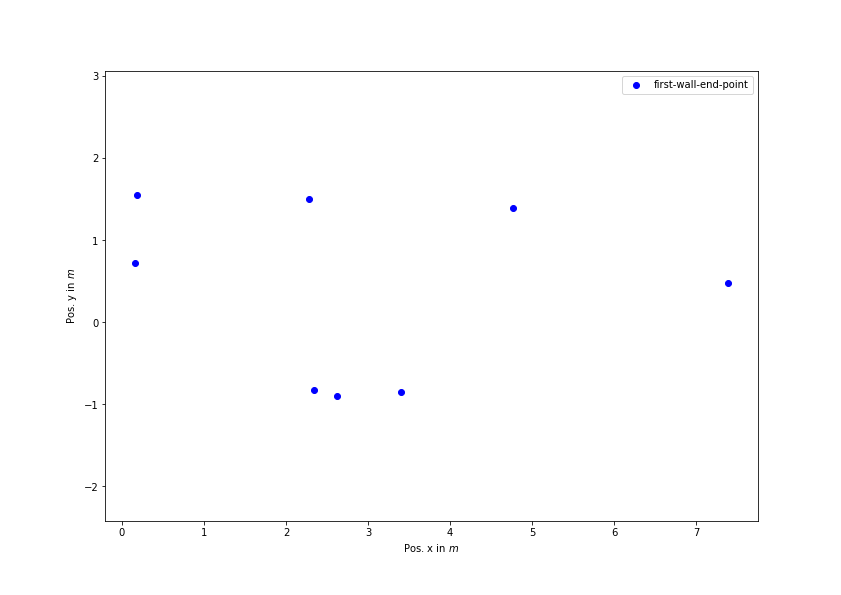 first-wall-end-point
3
2
1
0
−1
−2
Pos. y in m
0 1 2 3 4 5 6 7
Pos. x in m